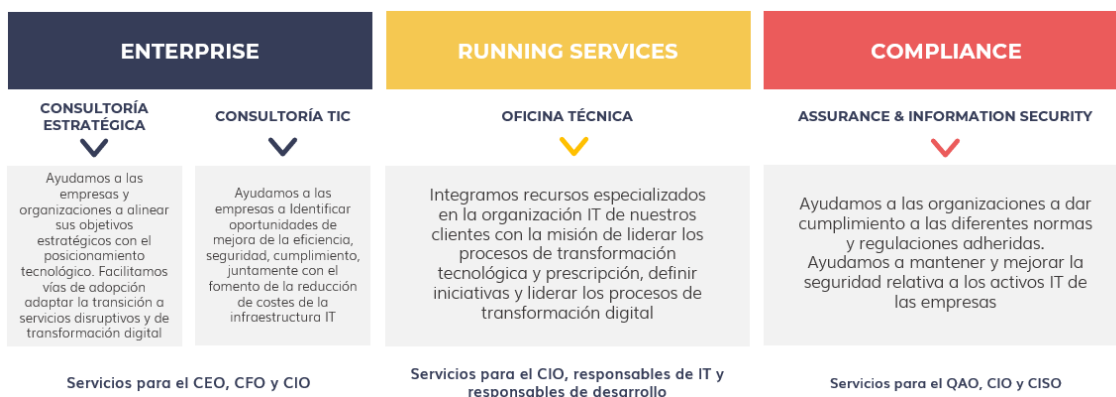 ENTERPRISE
CONSULTORÍA
ESTRATÉGICA
Ayudamos a las
empresas y
organizaciones a alinear
sus objetivos
estratégicos con el
posicionamiento
tecnológico. Facilitamos
vías de adopción
adaptar la transición a
servicios disruptivos y de
transformación digital
CONSULTORÍA TIC
Ayudamos a las
empresas a Identificar
oportunidades de
mejora de la eficiencia,
seguridad, cumplimiento,
juntamente con el
fomento de la reducción
de costes de la
infraestructura IT
Servicios para el CEO, CFO y CIO
RUNNING SERVICES
OFICINA TÉCNICA
Integramos recursos especializados
en la organización IT de nuestros
clientes con la misión de liderar los
procesos de transformación
tecnológica y prescripción, definir
iniciativas y liderar los procesos de
transformación digital
Servicios para el CIO, responsables de IT y
responsables de desarrollo
COMPLIANCE
ASSURANCE & INFORMATION SECURITY
Ayudamos a las organizaciones a dar
cumplimiento a las diferentes normas
y regulaciones adheridas.
Ayudamos a mantener y mejorar la
seguridad relativa a los activos IT de
las empresas
Servicios para el QAO, CIO y CISO